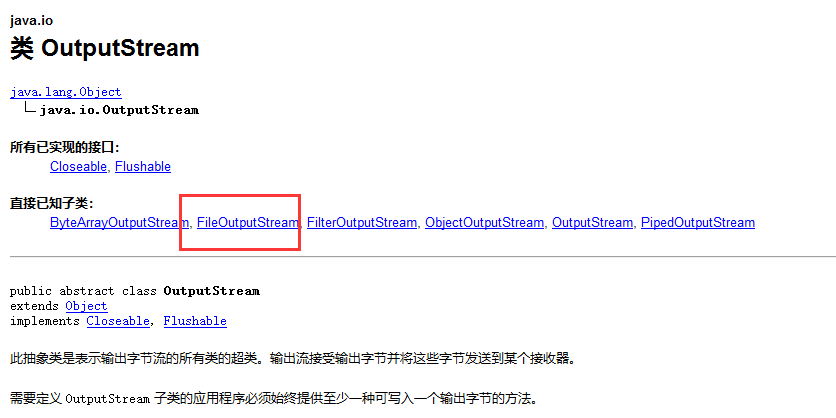 java.io
类 OutputStream
java.lang.Object
java.io.OutputStream
所有已实现的接口：
Closeable, Flushable
直接已知子类：
ByteArrayOutputStream, FileOutputStream, FilterOutputStream, ObjectOutputStream, OutputStream, PipedOutputStream
public abstract class OutputStream
extends Object
implements Closeable, Flushable
此抽象类是表示输出字节流的所有类的超类。输出流接受输出字节并将这些字节发送到某个接收器。
需要定义 OutputStream 子类的应用程序必须始终提供至少一种可写入一个输出字节的方法。